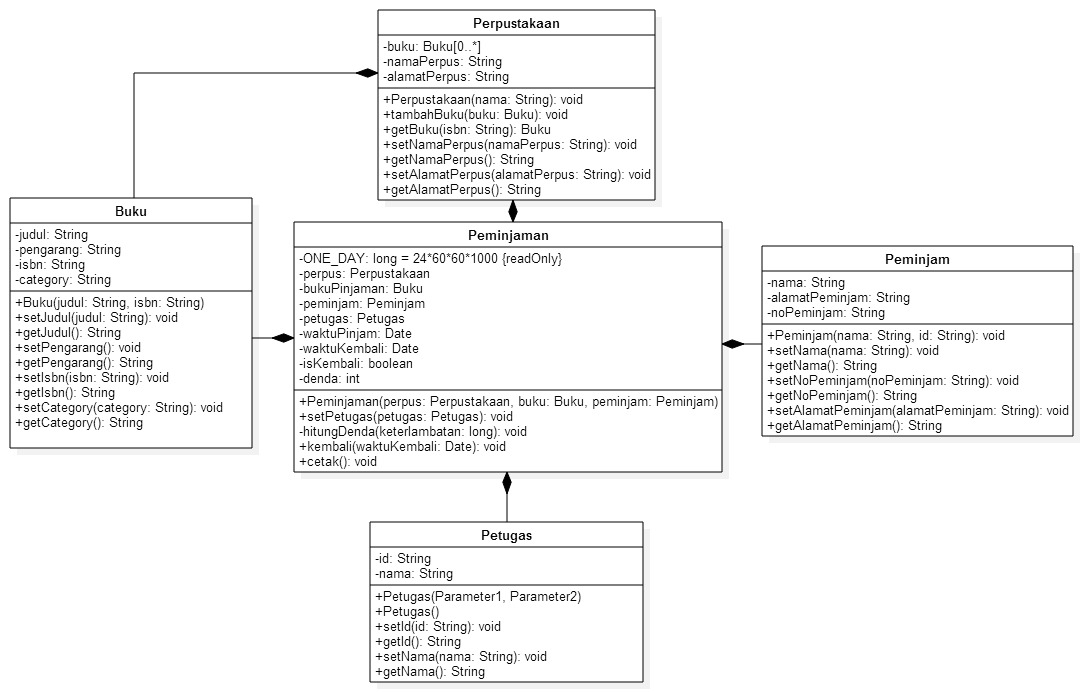 Perpustakaan
-buku: Buku[0..*]
-namaPerpus: String
-alamatPerpus: String
+Perpustakaan(nama: String): void
+tambahBuku(buku: Buku): void
+getBuku(isbn: String): Buku
+setNamaPerpus(namaPerpus: String): void
+getNamaPerpus(): String
+setAlamatPerpus(alamatPerpus: String): void
+getAlamatPerpus(): String
Buku
-judul: String
-pengarang: String
-isbn: String
-category: String
+Buku(judul: String, isbn: String)
+setJudul(judul: String): void
+getJudul(): String
+setPengarang(): void
+getPengarang(): String
+setIsbn(isbn: String): void
+getIsbn(): String
+setCategory(category: String): void
+getCategory(): String
Peminjaman
-ONE_DAY: long = 24*60*60*1000 {readOnly}
-perpus: Perpustakaan
-bukuPinjaman: Buku
-peminjam: Peminjam
-petugas: Petugas
-waktuPinjam: Date
-waktuKembali: Date
-isKembali: boolean
-denda: int
+Peminjaman(perpus: Perpustakaan, buku: Buku, peminjam: Peminjam)
+setPetugas(petugas: Petugas): void
-hitungDenda(keterlambatan: long): void
+kembali(waktuKembali: Date): void
+cetak(): void
Peminjam
-nama: String
-alamatPeminjam: String
-noPeminjam: String
+Peminjam(nama: String, id: String): void
+setNama(nama: String): void
+getNama(): String
+setNoPeminjam(noPeminjam: String): void
+getNoPeminjam(): String
+setAlamatPeminjam(alamatPeminjam: String): void
+getAlamatPeminjam(): String
Petugas
-id: String
-nama: String
+Petugas(Parameter1, Parameter2)
+Petugas()
+setId(id: String): void
+getId(): String
+setNama(nama: String): void
+getNama(): String